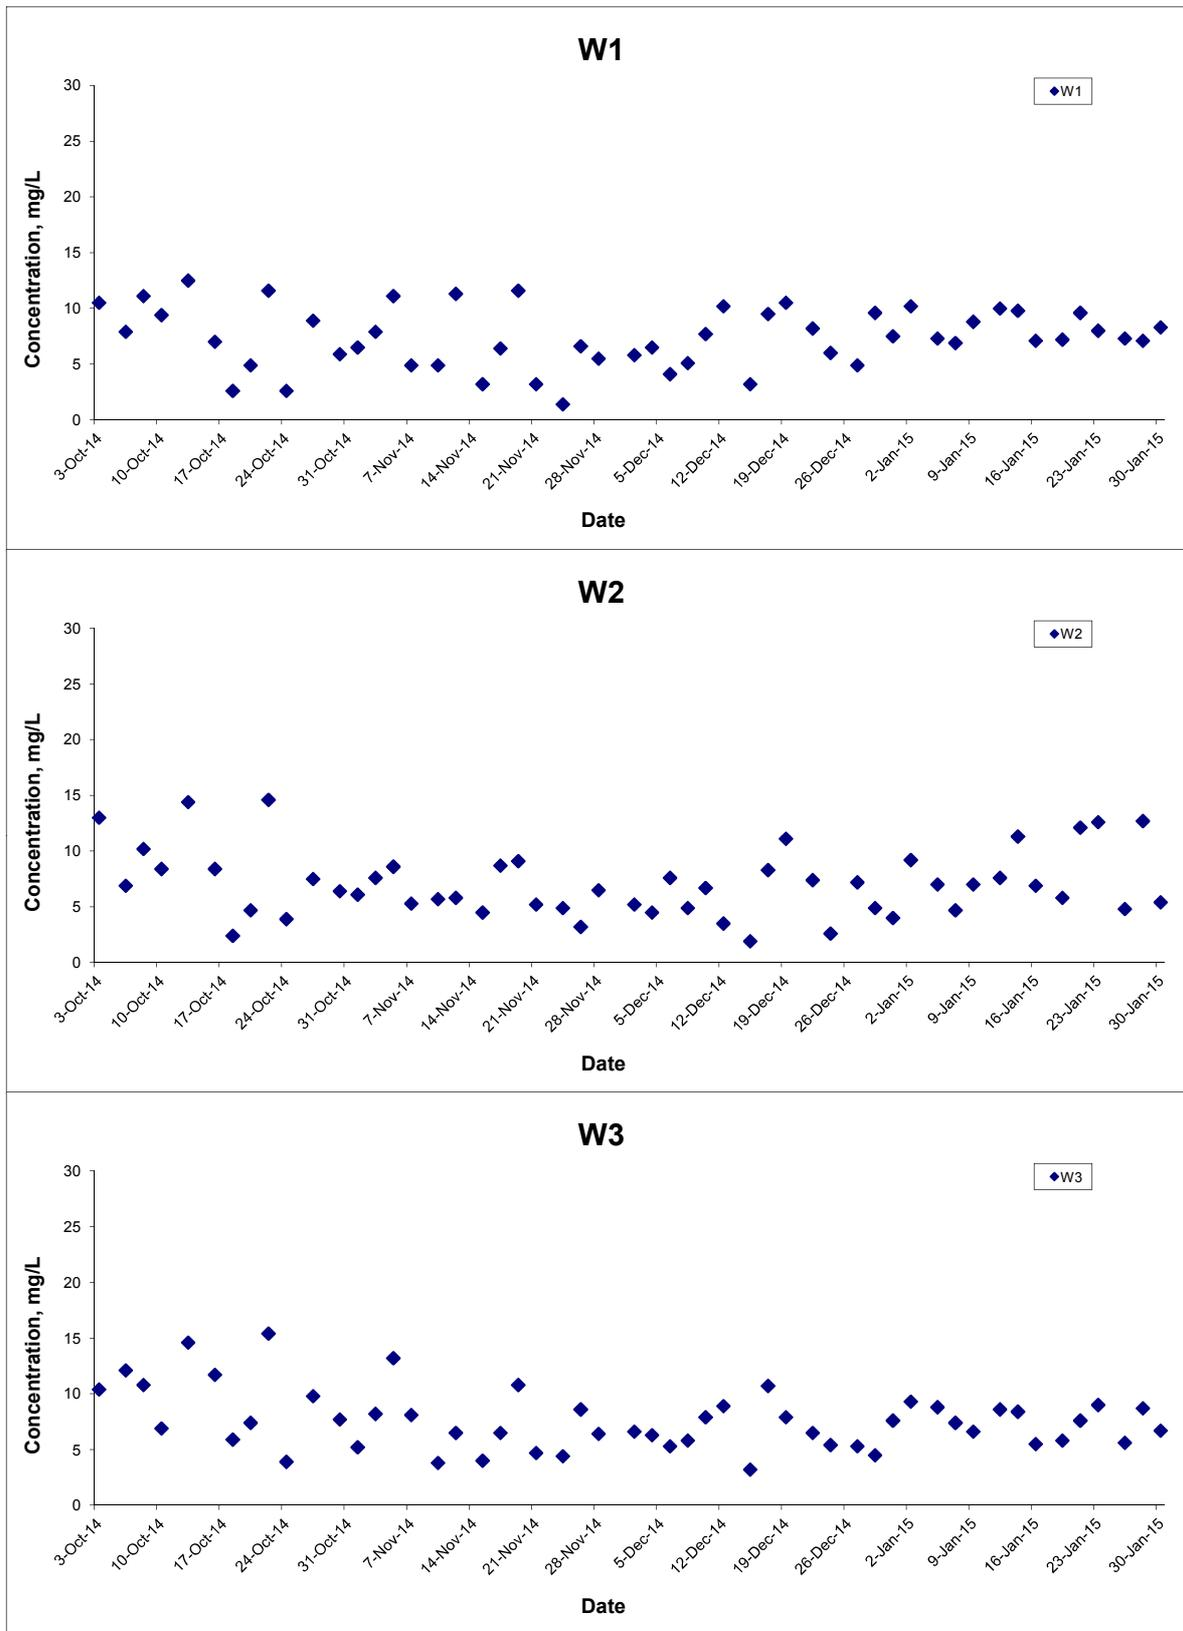 W1
W1
30
25
20
15
10
5
0
Concentration, mg/L
3-Oct-14
10-Oct-14
17-Oct-14
24-Oct-14
31-Oct-14
7-Nov-14
14-Nov-14
21-Nov-14
28-Nov-14
5-Dec-14
12-Dec-14
19-Dec-14
26-Dec-14
2-Jan-15
9-Jan-15
16-Jan-15
23-Jan-15
30-Jan-15
Date
W2
W2
30
25
20
15
10
5
0
Concentration, mg/L
3-Oct-14
10-Oct-14
17-Oct-14
24-Oct-14
31-Oct-14
7-Nov-14
14-Nov-14
21-Nov-14
28-Nov-14
5-Dec-14
12-Dec-14
19-Dec-14
26-Dec-14
2-Jan-15
9-Jan-15
16-Jan-15
23-Jan-15
30-Jan-15
Date
W3
W3
30
25
20
15
10
5
0
Concentration, mg/L
3-Oct-14
10-Oct-14
17-Oct-14
24-Oct-14
31-Oct-14
7-Nov-14
14-Nov-14
21-Nov-14
28-Nov-14
5-Dec-14
12-Dec-14
19-Dec-14
26-Dec-14
2-Jan-15
9-Jan-15
16-Jan-15
23-Jan-15
30-Jan-15
Date